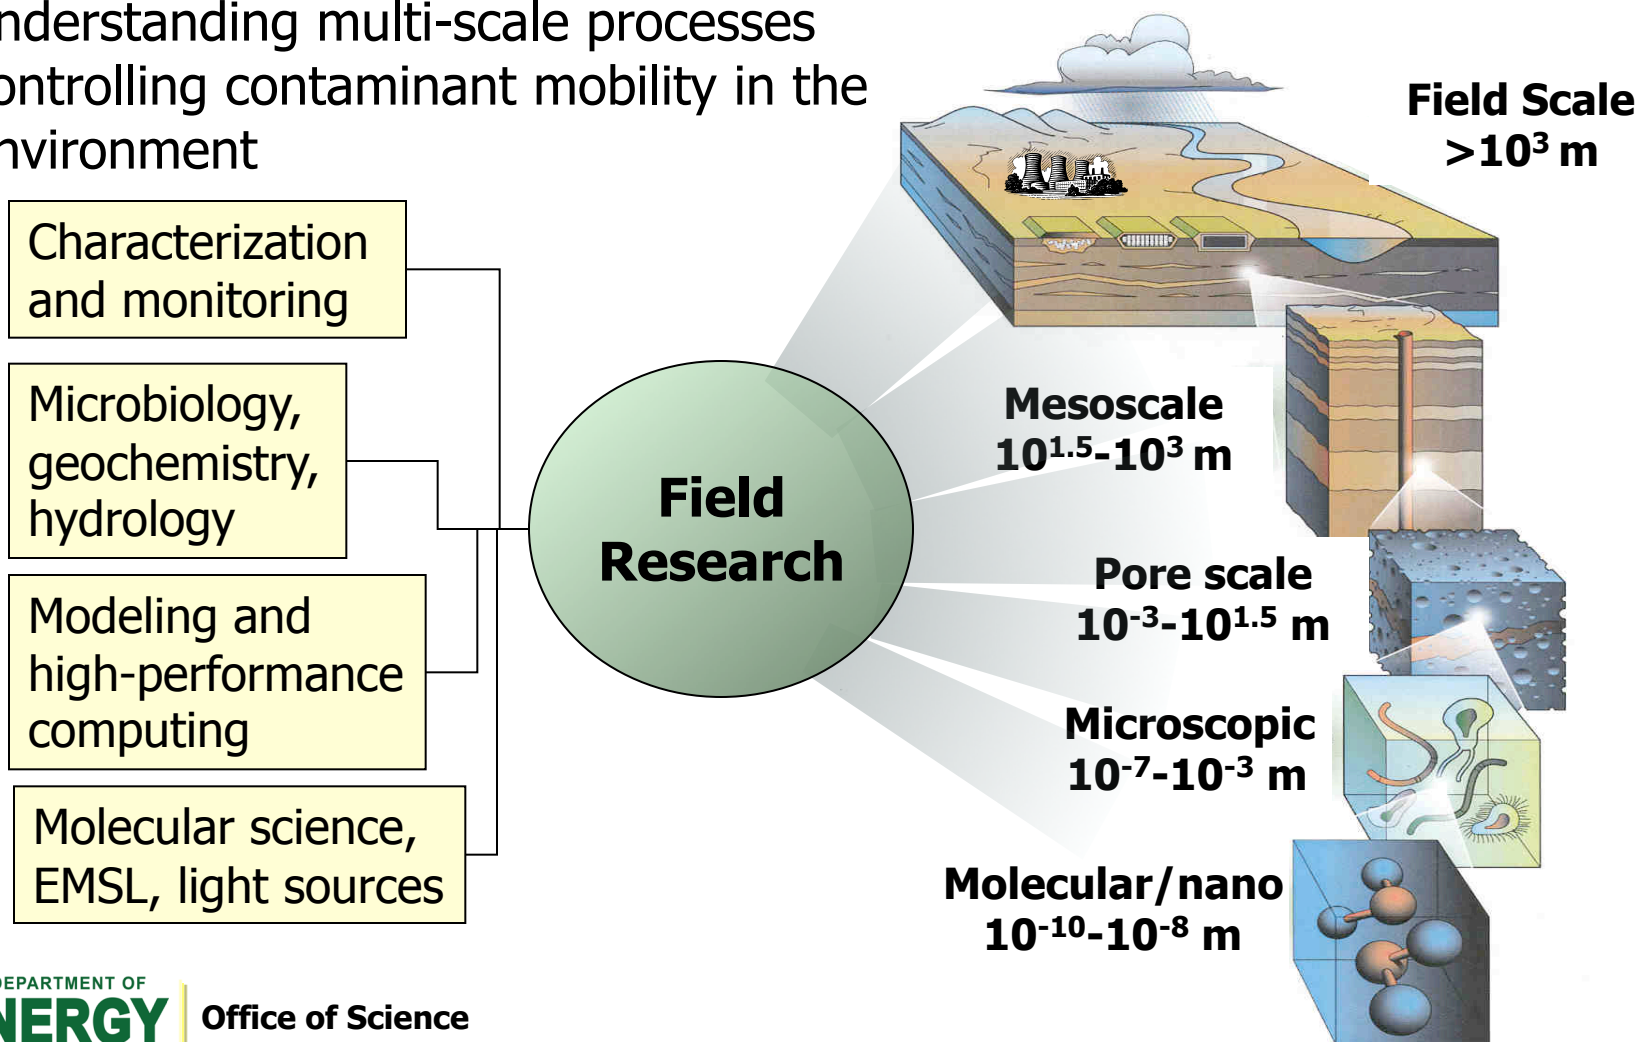 nderstanding multi-scale processes
ontrolling contaminant mobility in the
nvironment
Field Scale
>10³ m
Characterization
and monitoring
Microbiology,
geochemistry,
hydrology
Modeling and
high-performance
computing
Molecular science,
EMSL, light sources
Field
Research
Mesoscale
10¹·⁵-10³ m
Pore scale
10⁻³-10¹·⁵ m
Microscopic
10⁻⁷-10⁻³ m
Molecular/nano
10⁻¹⁰-10⁻⁸ m
DEPARTMENT OF
NERGY
Office of Science